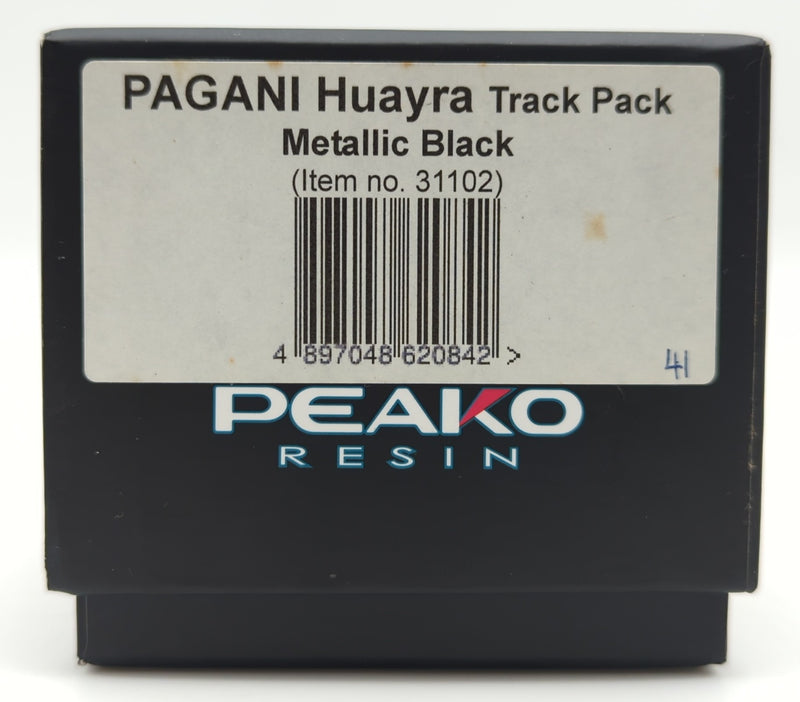 PAGANI Huayra Track Pack
Metallic Black
(Item no. 31102)
4 897048 620842 >
41
PEAKO
RESIN